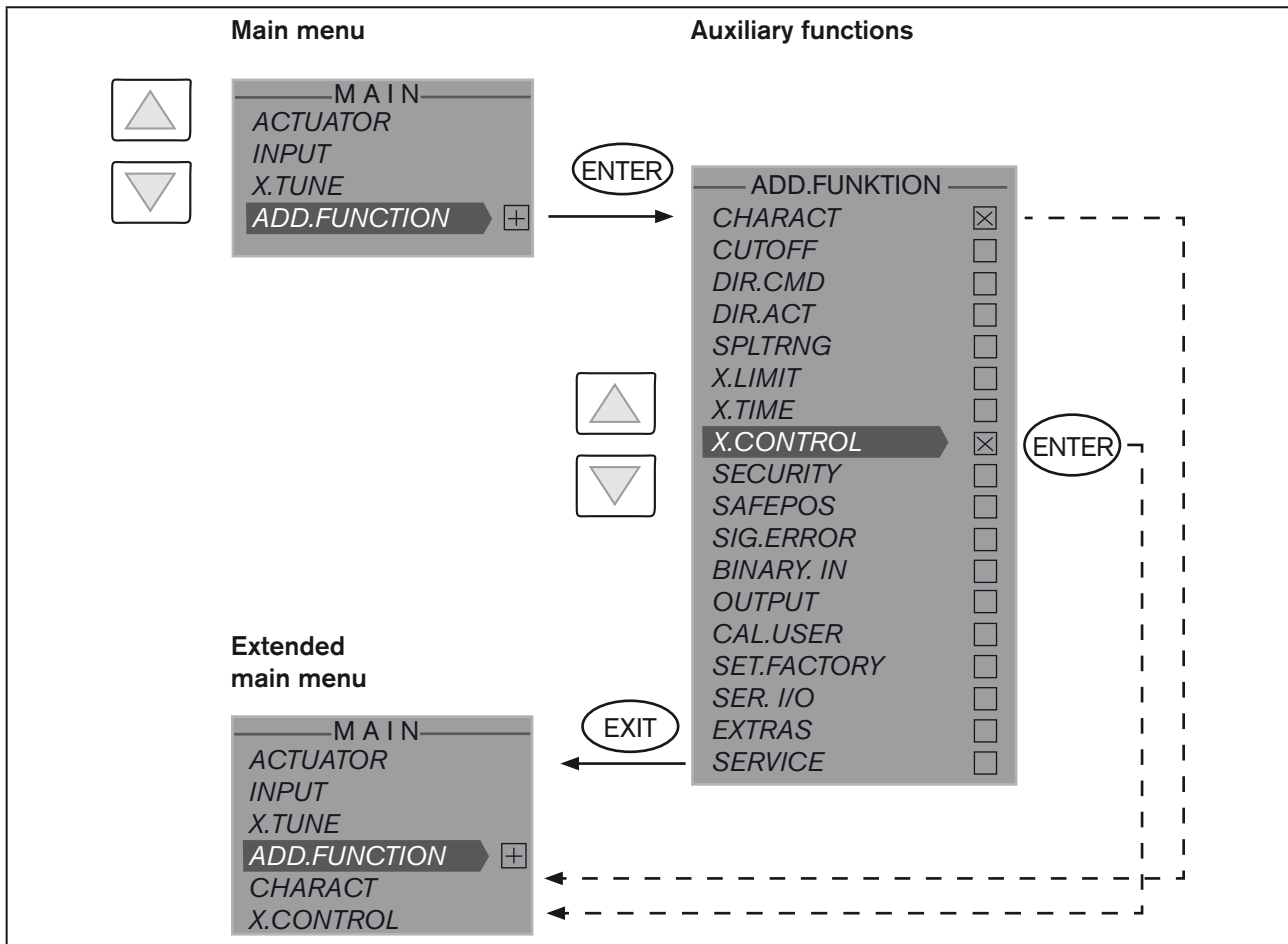 Main menu
Auxiliary functions
MAIN
ACTUATOR
INPUT
X.TUNE
ADD.FUNCTION
ENTER
ADD.FUNKTION
CHARACT
CUTOFF
DIR.CMD
DIR.ACT
SPLTRNG
X.LIMIT
X.TIME
X.CONTROL
SECURITY
SAFEPOS
SIG.ERROR
BINARY. IN
OUTPUT
CAL.USER
SET.FACTORY
SER. I/O
EXTRAS
SERVICE
ENTER
EXIT
Extended
main menu
MAIN
ACTUATOR
INPUT
X.TUNE
ADD.FUNCTION
CHARACT
X.CONTROL